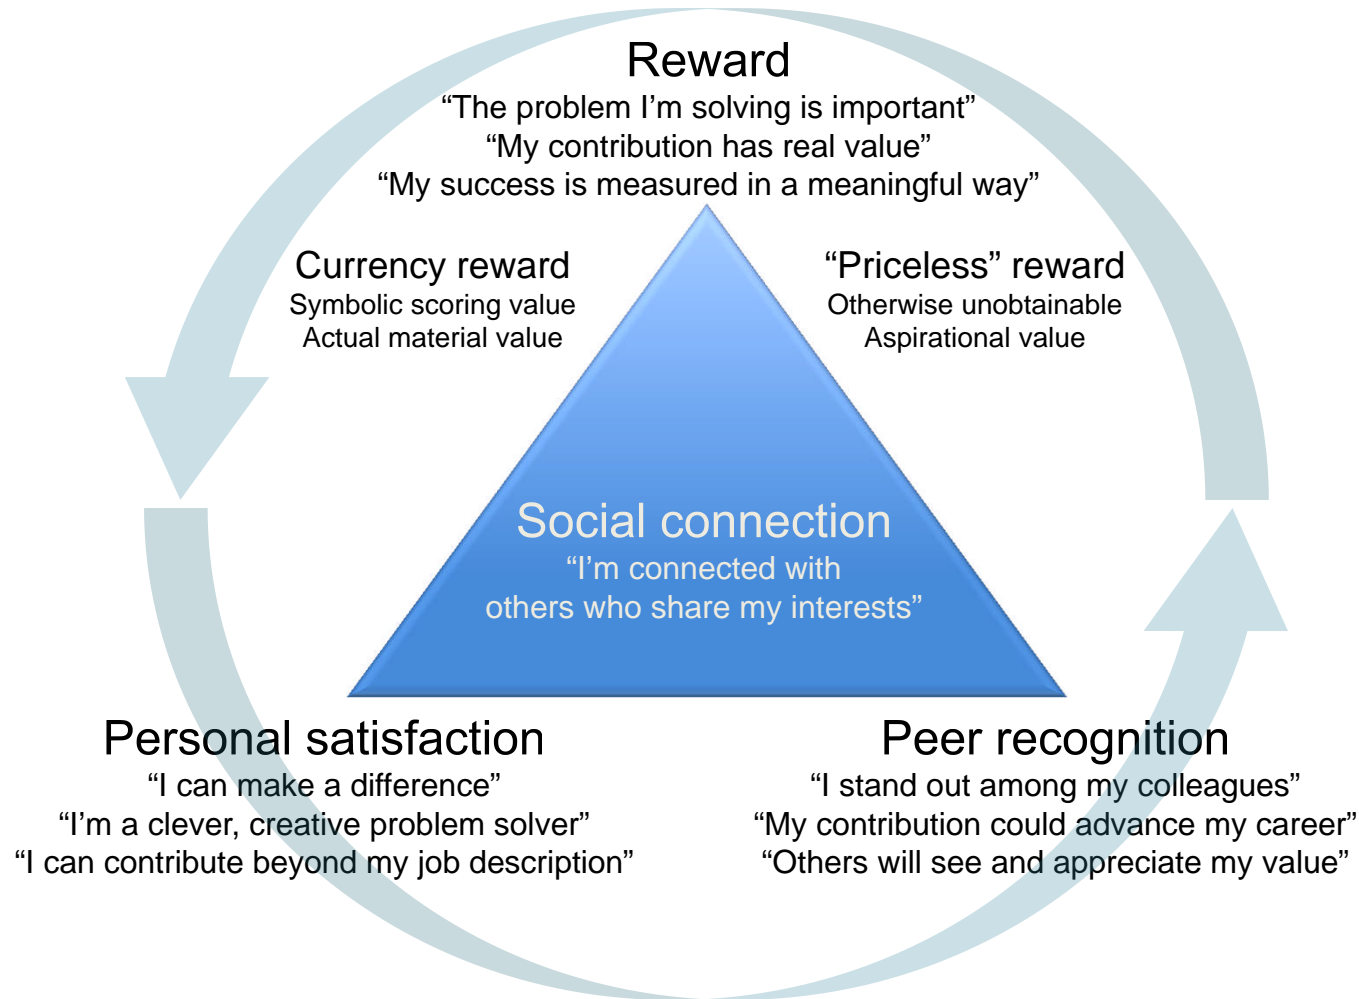 Reward
“The problem I’m solving is important”
“My contribution has real value”
“My success is measured in a meaningful way”
Currency reward
Symbolic scoring value
Actual material value
“Priceless” reward
Otherwise unobtainable
Aspirational value
Social connection
“I’m connected with
others who share my interests”
Personal satisfaction
“I can make a difference”
“I’m a clever, creative problem solver”
“I can contribute beyond my job description”
Peer recognition
“I stand out among my colleagues”
“My contribution could advance my career”
“Others will see and appreciate my value”